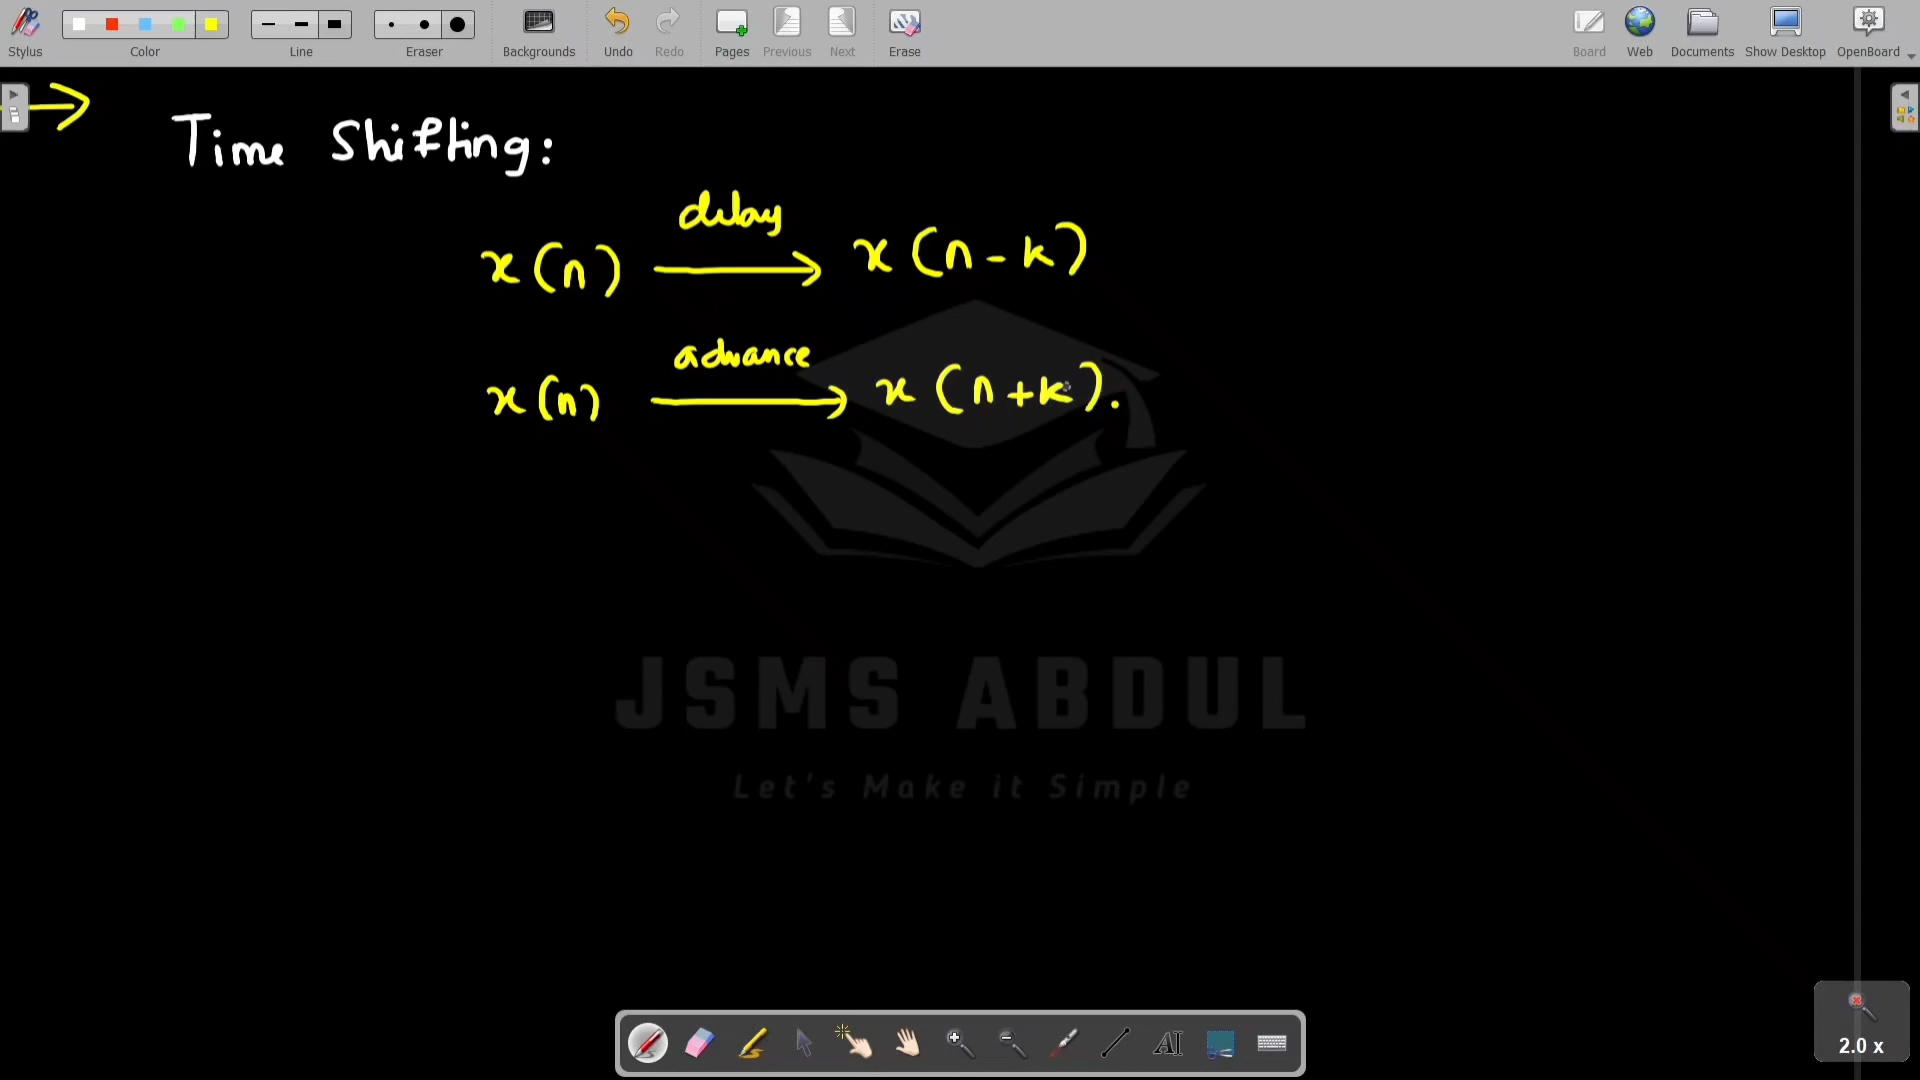 Stylus Color Line Eraser Backgrounds Undo Redo Pages Previous Next Erase Board Web Documents Show Desktop OpenBoard
Time Shifting:
delay
x(n) → x(n-k)
advance
x(n) → x(n+k).
JSMS ABDUL
Let's Make it Simple
AI
2.0 x